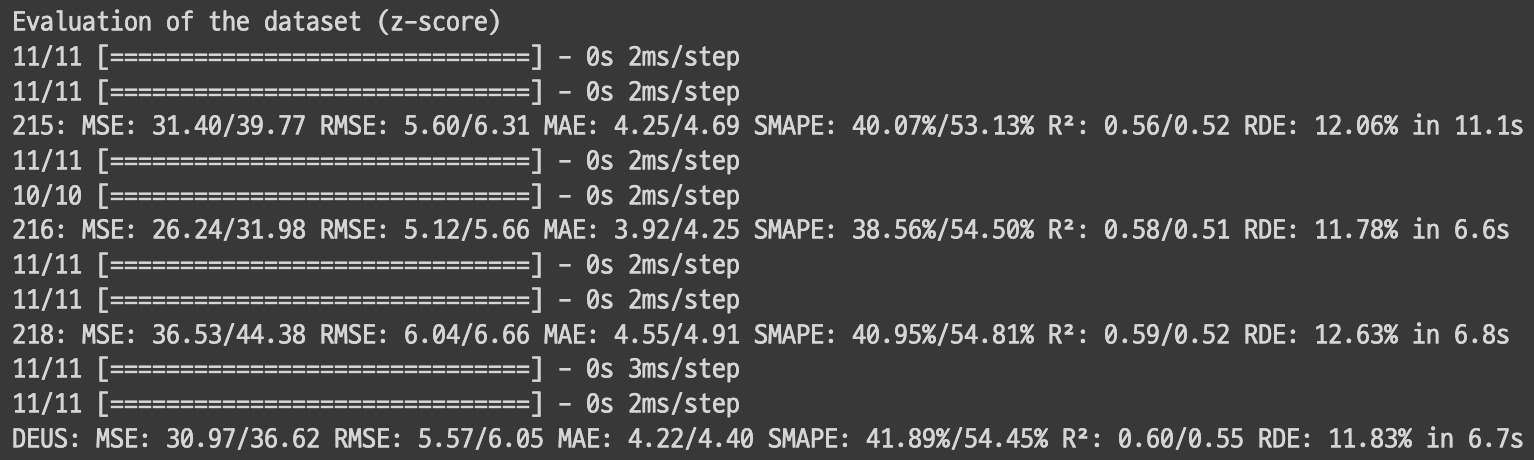 Evaluation of the dataset (z-score)
11/11 [==============================] - 0s 2ms/step
11/11 [==============================] - 0s 2ms/step
215: MSE: 31.40/39.77 RMSE: 5.60/6.31 MAE: 4.25/4.69 SMAPE: 40.07%/53.13% R²: 0.56/0.52 RDE: 12.06% in 11.1s
11/11 [==============================] - 0s 2ms/step
10/10 [==============================] - 0s 2ms/step
216: MSE: 26.24/31.98 RMSE: 5.12/5.66 MAE: 3.92/4.25 SMAPE: 38.56%/54.50% R²: 0.58/0.51 RDE: 11.78% in 6.6s
11/11 [==============================] - 0s 2ms/step
11/11 [==============================] - 0s 2ms/step
218: MSE: 36.53/44.38 RMSE: 6.04/6.66 MAE: 4.55/4.91 SMAPE: 40.95%/54.81% R²: 0.59/0.52 RDE: 12.63% in 6.8s
11/11 [==============================] - 0s 3ms/step
11/11 [==============================] - 0s 2ms/step
DEUS: MSE: 30.97/36.62 RMSE: 5.57/6.05 MAE: 4.22/4.40 SMAPE: 41.89%/54.45% R²: 0.60/0.55 RDE: 11.83% in 6.7s